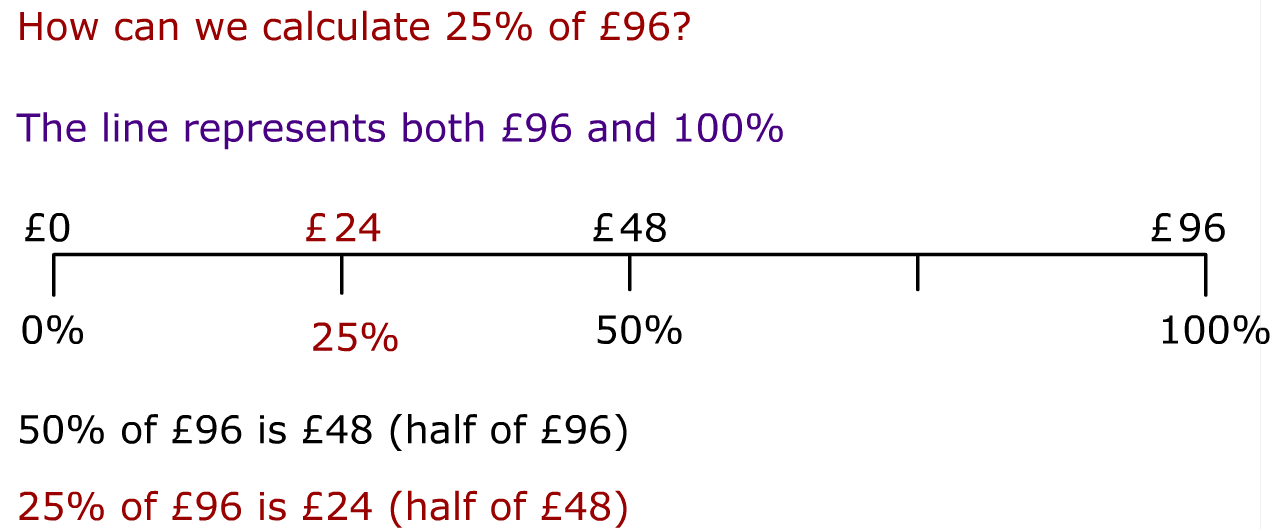 How can we calculate 25% of £96?
The line represents both £96 and 100%
£0 £24 £48 £96
0% 25% 50% 100%
50% of £96 is £48 (half of £96)
25% of £96 is £24 (half of £48)